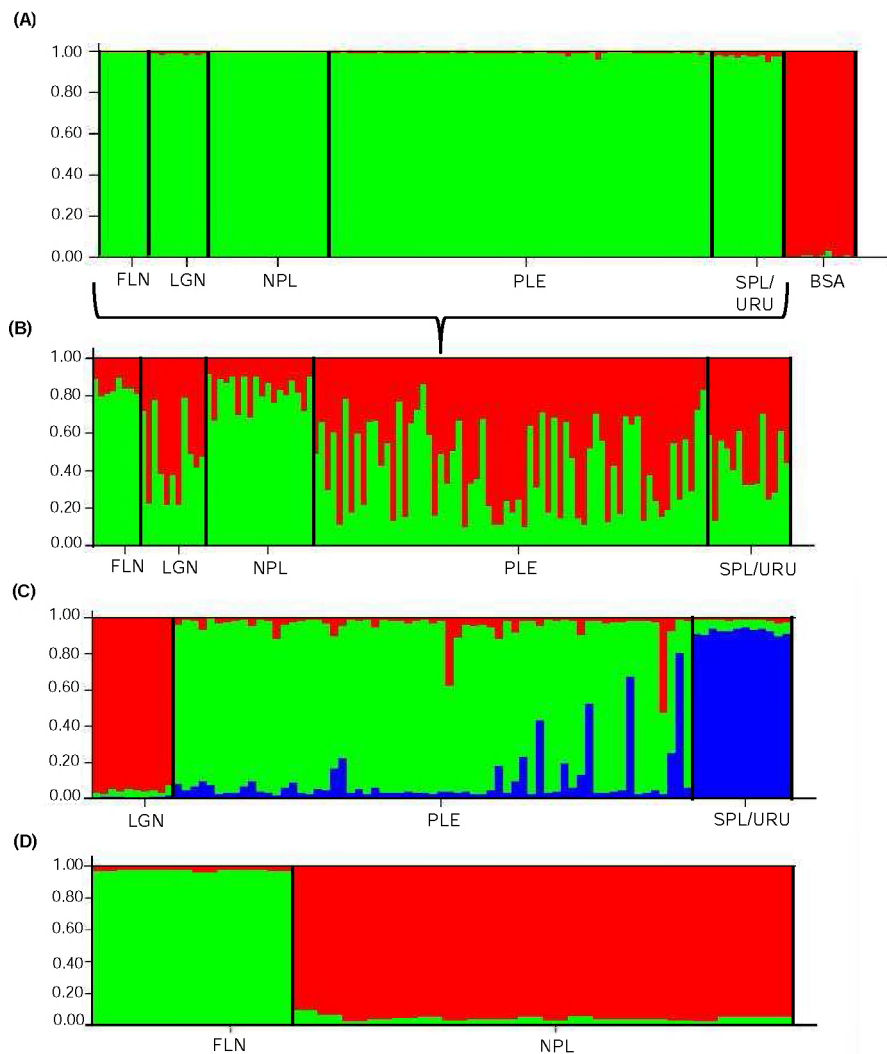 (A)
1.00
0.80
0.60
0.40
0.20
0.00
FLN LGN NPL PLE SPL/ BSA
URU
(B)
1.00
0.80
0.60
0.40
0.20
0.00
FLN LGN NPL PLE SPL/URU
(C)
1.00
0.80
0.60
0.40
0.20
0.00
LGN PLE SPL/URU
(D)
1.00
0.80
0.60
0.40
0.20
0.00
FLN NPL